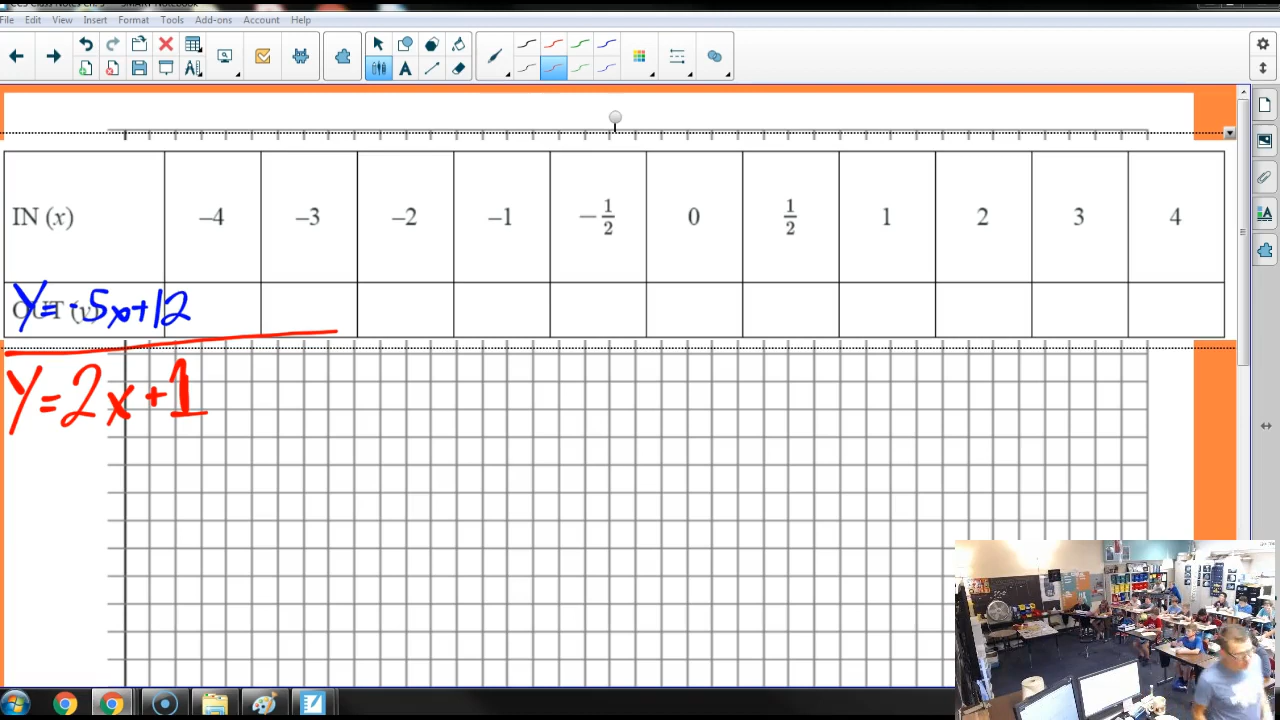 File Edit View Insert Format Tools Add-ons Account Help
IN (x) –4 –3 –2 –1 –1/2 0 1/2 1 2 3 4
OUT (y)
Y=-5x+12
Y=2x+1